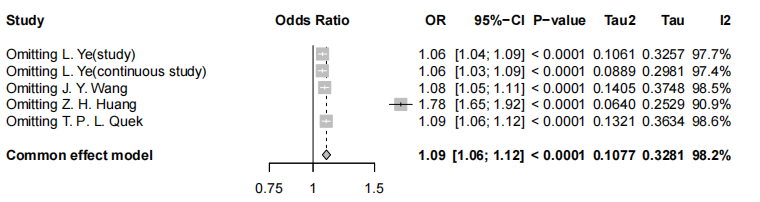 Study Odds Ratio OR 95%−CI P−value Tau2 Tau I2
Omitting L. Ye(study) 1.06 [1.04; 1.09] < 0.0001 0.1061 0.3257 97.7%
Omitting L. Ye(continuous study) 1.06 [1.03; 1.09] < 0.0001 0.0889 0.2981 97.4%
Omitting J. Y. Wang 1.08 [1.05; 1.11] < 0.0001 0.1405 0.3748 98.5%
Omitting Z. H. Huang 1.78 [1.65; 1.92] < 0.0001 0.0640 0.2529 90.9%
Omitting T. P. L. Quek 1.09 [1.06; 1.12] < 0.0001 0.1321 0.3634 98.6%
Common effect model 1.09 [1.06; 1.12] < 0.0001 0.1077 0.3281 98.2%
0.75 1 1.5